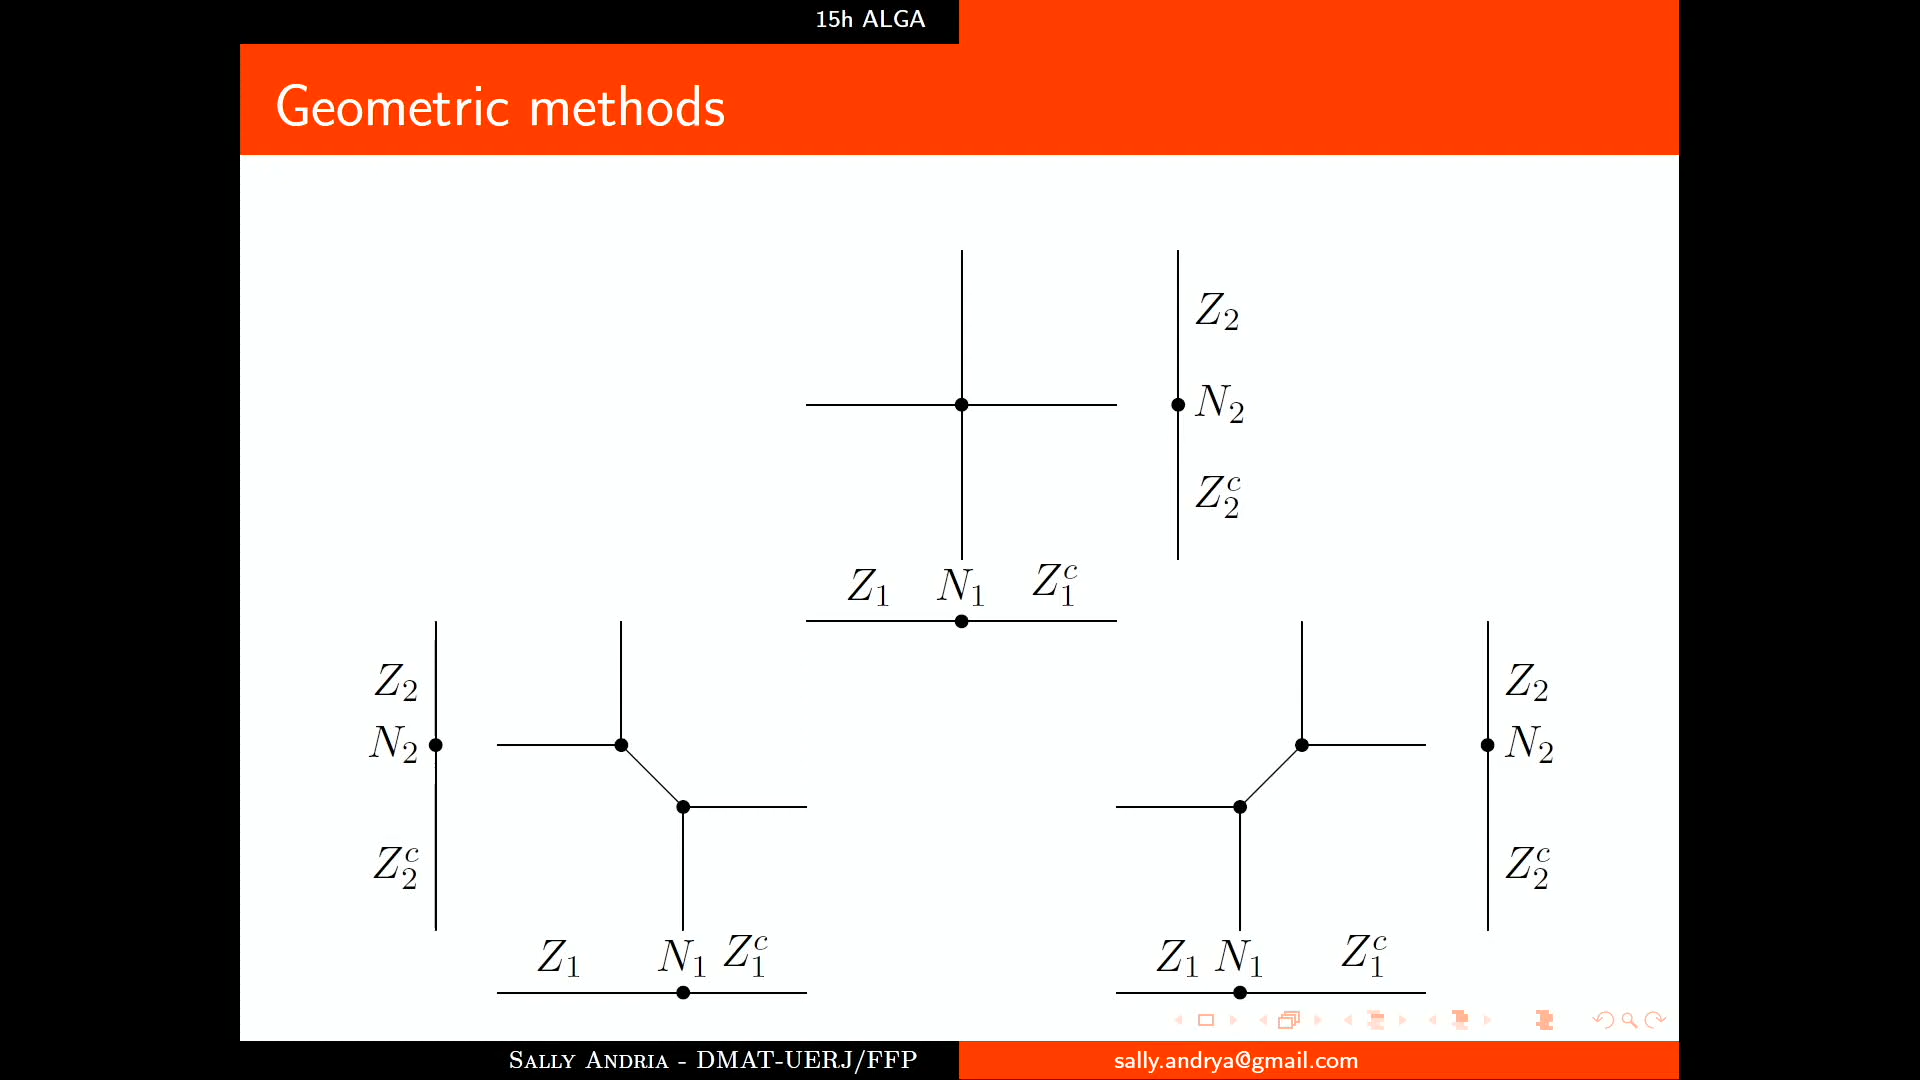 15h ALGA
Geometric methods
Z_2
N_2
Z_2^c
Z_1 N_1 Z_1^c
Z_2
N_2
Z_2^c
Z_1 N_1 Z_1^c
Z_2
N_2
Z_2^c
Z_1 N_1 Z_1^c
SALLY ANDRIA - DMAT-UERJ/FFP
sally.andrya@gmail.com